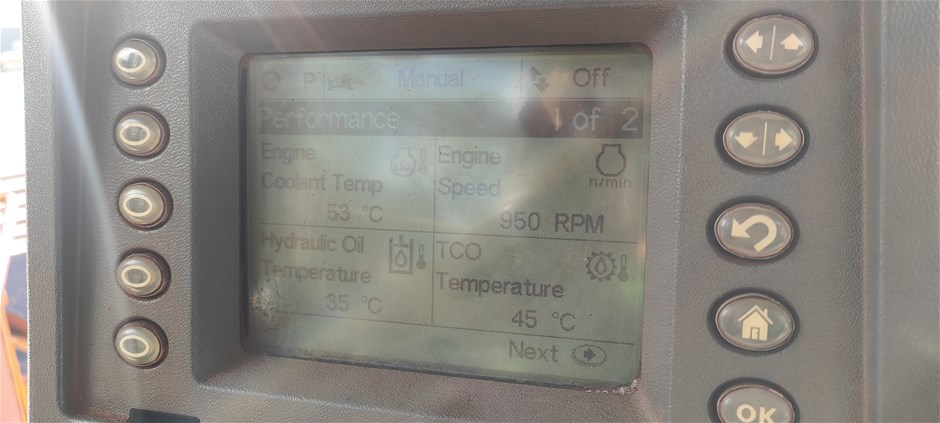 P Manual Off
Performance 1 of 2
Engine
Coolant Temp
53 °C
Engine
Speed
n/min
950 RPM
Hydraulic Oil
Temperature
35 °C
TCO
Temperature
45 °C
Next
OK